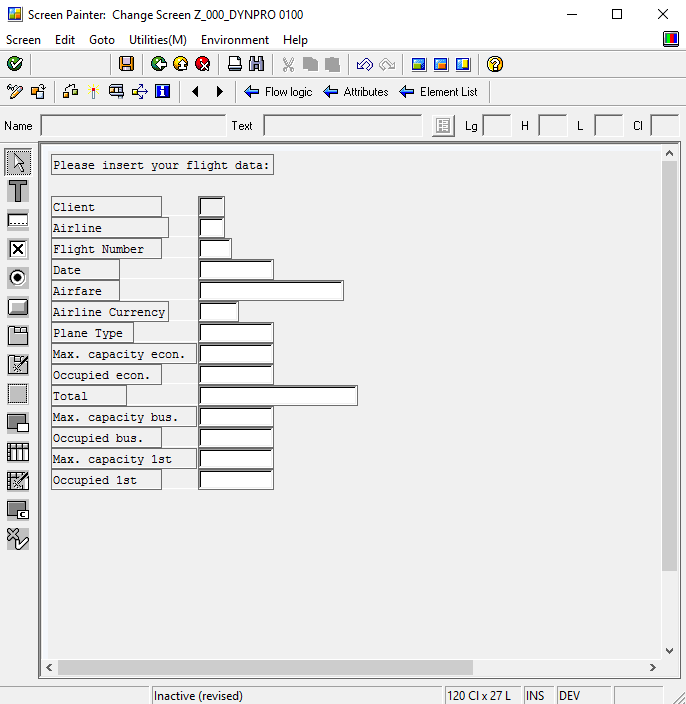 Screen Painter:  Change Screen Z_000_DYNPRO 0100
Screen Edit Goto Utilities(M) Environment Help
Flow logic Attributes Element List
Name Text Lg H L Cl
Please insert your flight data:
Client
Airline
Flight Number
Date
Airfare
Airline Currency
Plane Type
Max. capacity econ.
Occupied econ.
Total
Max. capacity bus.
Occupied bus.
Max. capacity 1st
Occupied 1st
Inactive (revised) 120 Cl x 27 L INS DEV